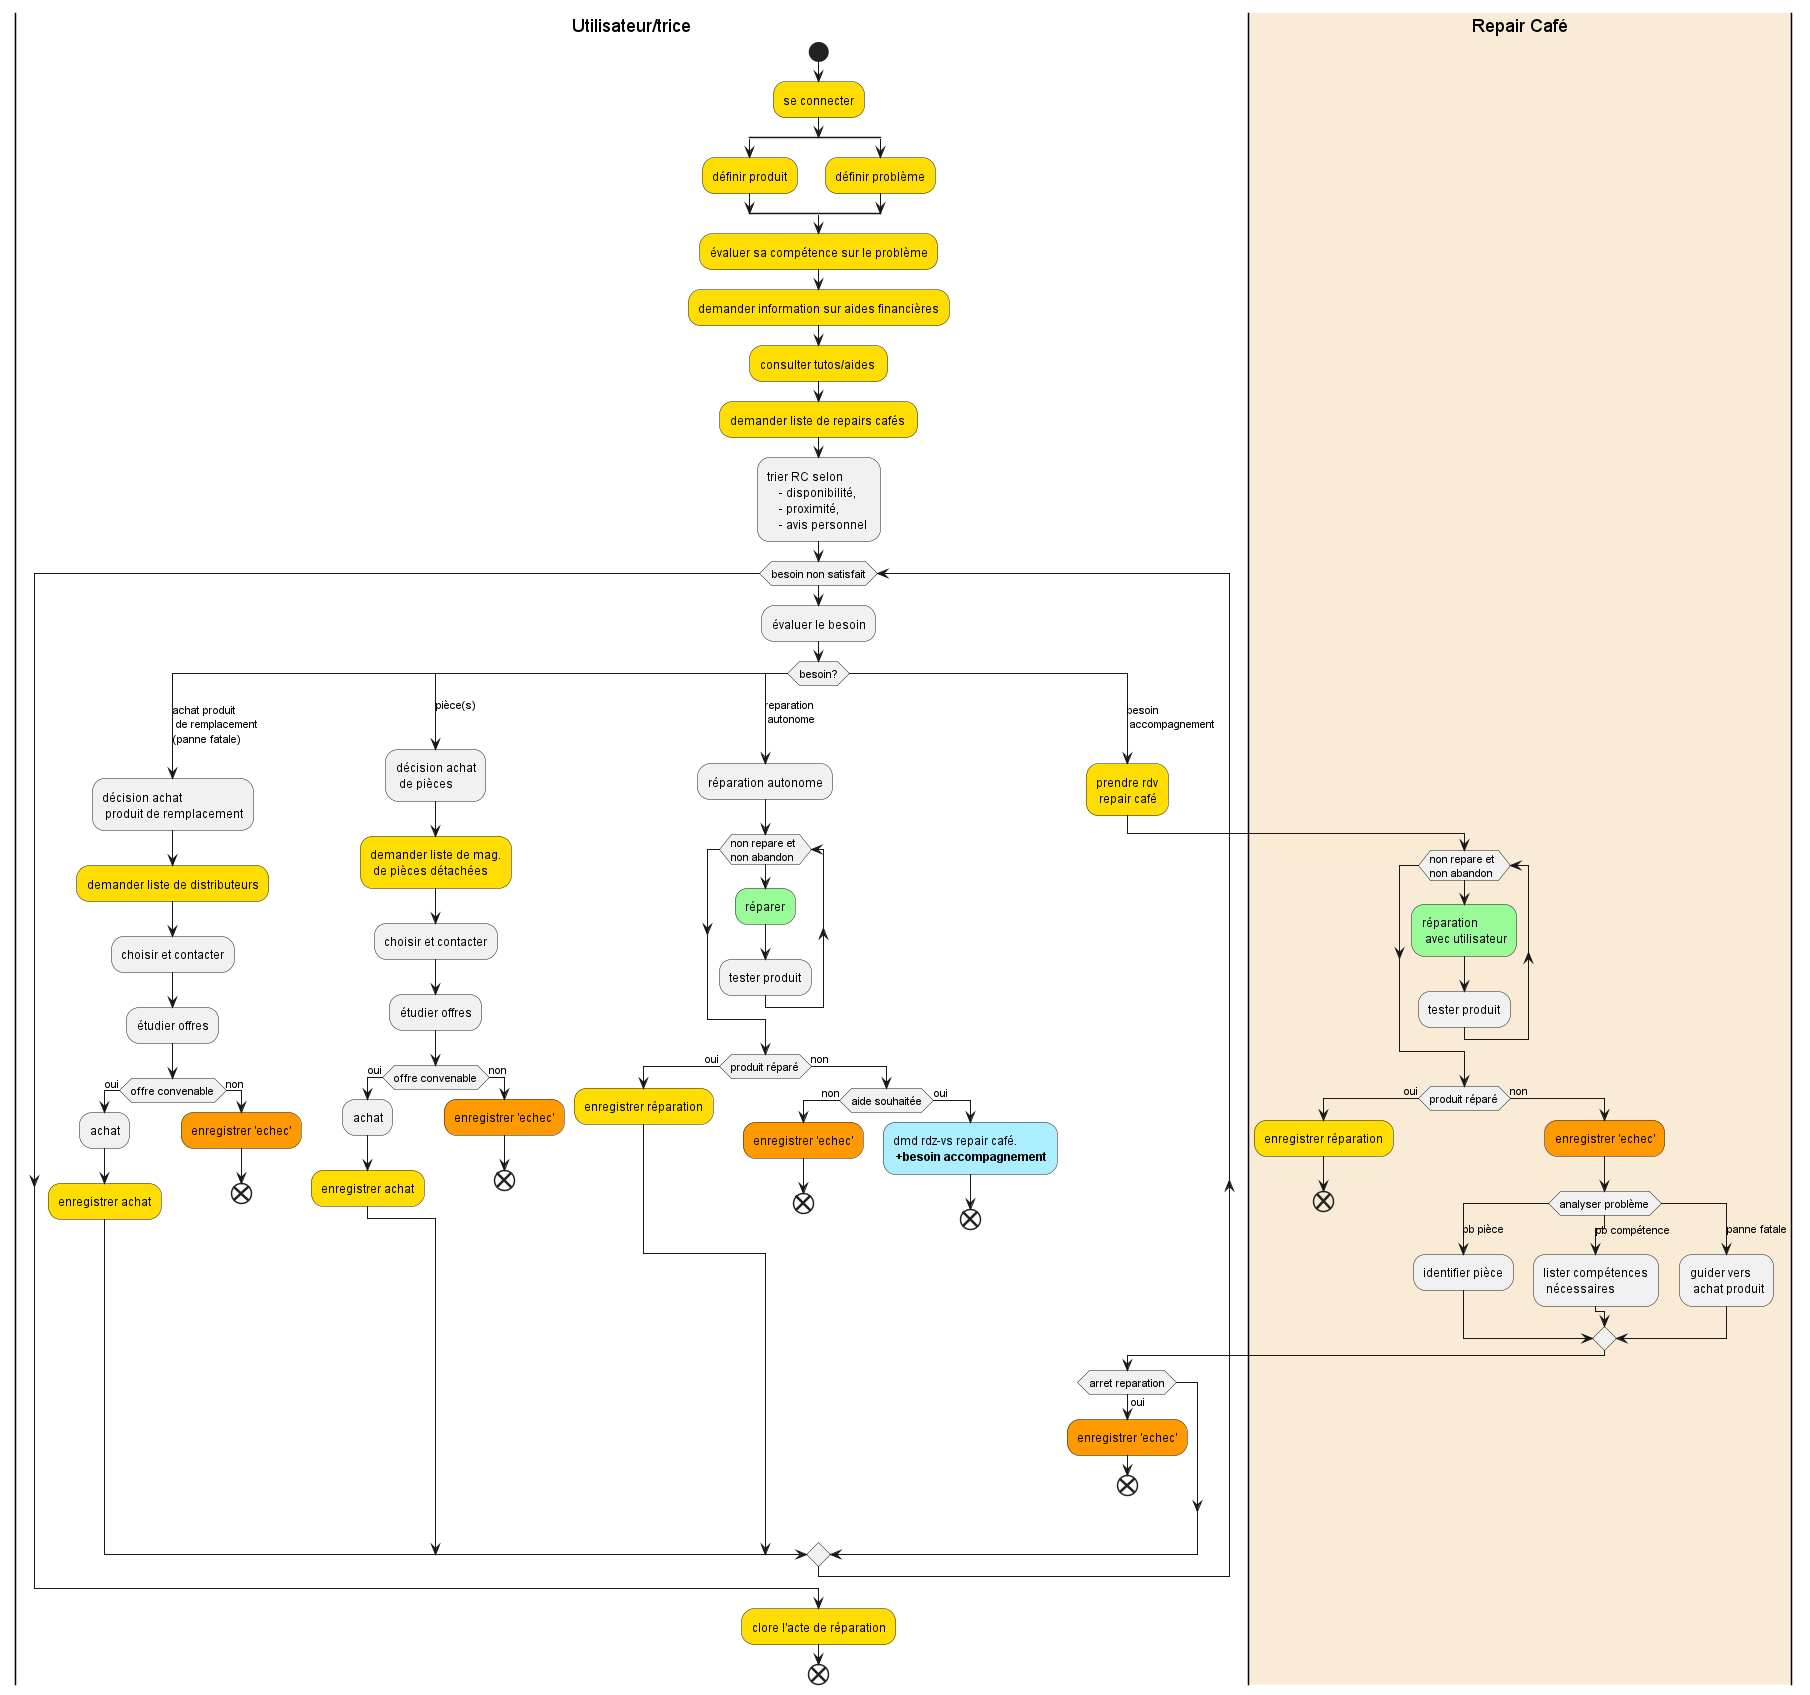 Utilisateur/trice
Repair Café
se connecter
définir produit
définir problème
évaluer sa compétence sur le problème
demander information sur aides financières
consulter tutos/aides
demander liste de repairs cafés
trier RC selon
- disponibilité,
- proximité,
- avis personnel
besoin non satisfait
évaluer le besoin
besoin?
achat produit
de remplacement
(panne fatale)
décision achat
produit de remplacement
demander liste de distributeurs
choisir et contacter
étudier offres
offre convenable
oui
non
achat
enregistrer achat
enregistrer 'echec'
pièce(s)
décision achat
de pièces
demander liste de mag.
de pièces détachées
choisir et contacter
étudier offres
offre convenable
oui
non
achat
enregistrer achat
enregistrer 'echec'
reparation
autonome
réparation autonome
non repare et
non abandon
réparer
tester produit
produit réparé
oui
non
enregistrer réparation
aide souhaitée
non
oui
enregistrer 'echec'
dmd rdz-vs repair café.
+besoin accompagnement
besoin
accompagnement
prendre rdv
repair café
non repare et
non abandon
réparation
avec utilisateur
tester produit
produit réparé
oui
non
enregistrer réparation
enregistrer 'echec'
analyser problème
pb pièce
pb compétence
panne fatale
identifier pièce
lister compétences
nécessaires
guider vers
achat produit
arret reparation
oui
enregistrer 'echec'
clore l'acte de réparation